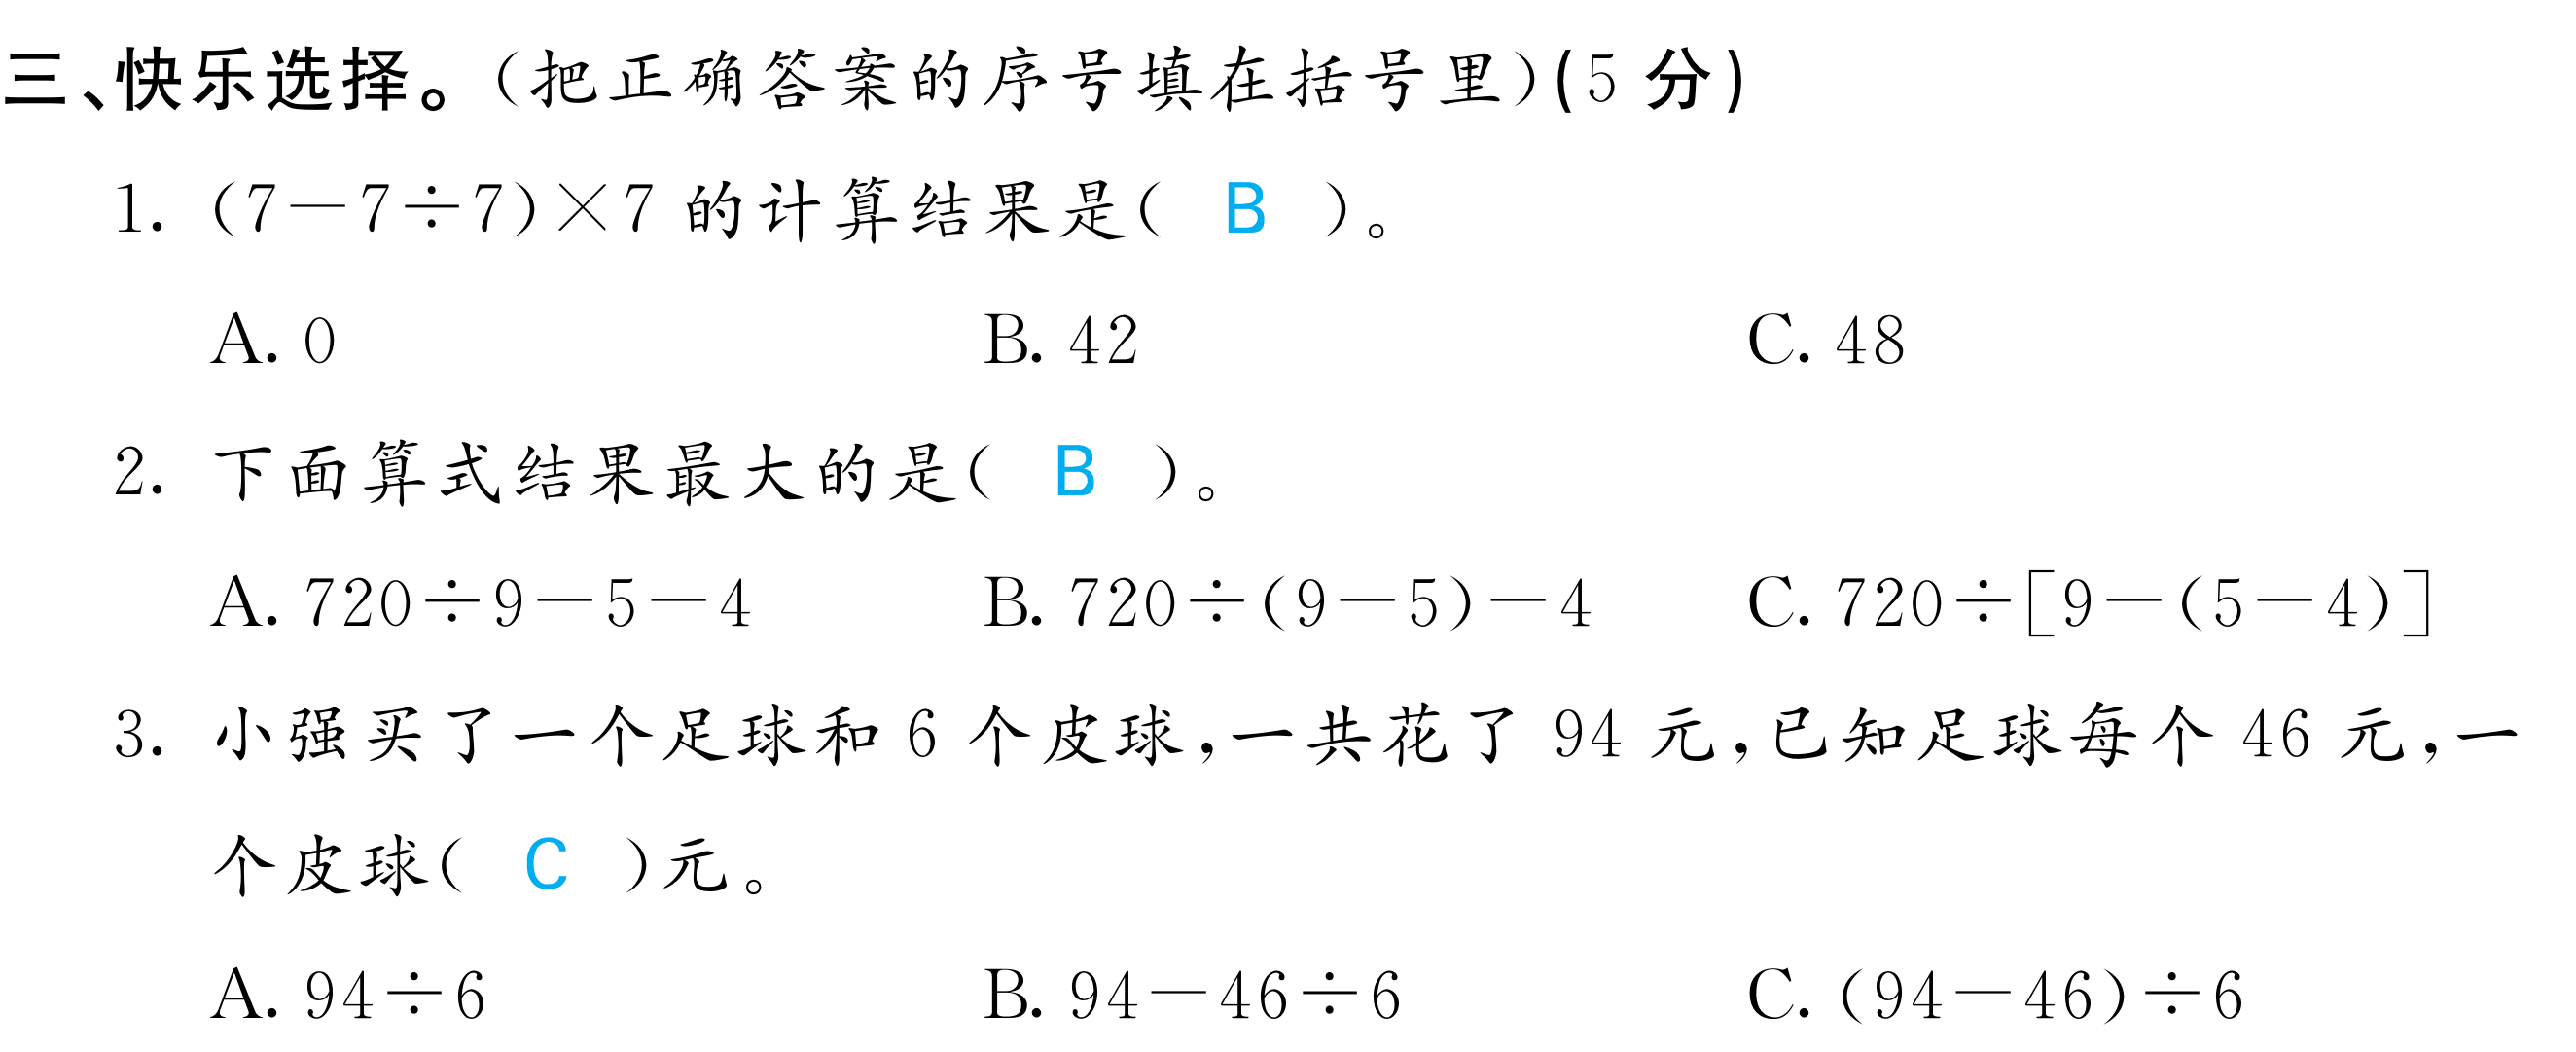 三、快乐选择。(把正确答案的序号填在括号里)(5 分)
1. (7－7÷7)×7 的计算结果是( B )。
A. 0 B. 42 C. 48
2. 下面算式结果最大的是( B )。
A. 720÷9－5－4 B. 720÷(9－5)－4 C. 720÷[9－(5－4)]
3. 小强买了一个足球和 6 个皮球,一共花了 94 元,已知足球每个 46 元,一
个皮球( C )元。
A. 94÷6 B. 94－46÷6 C. (94－46)÷6